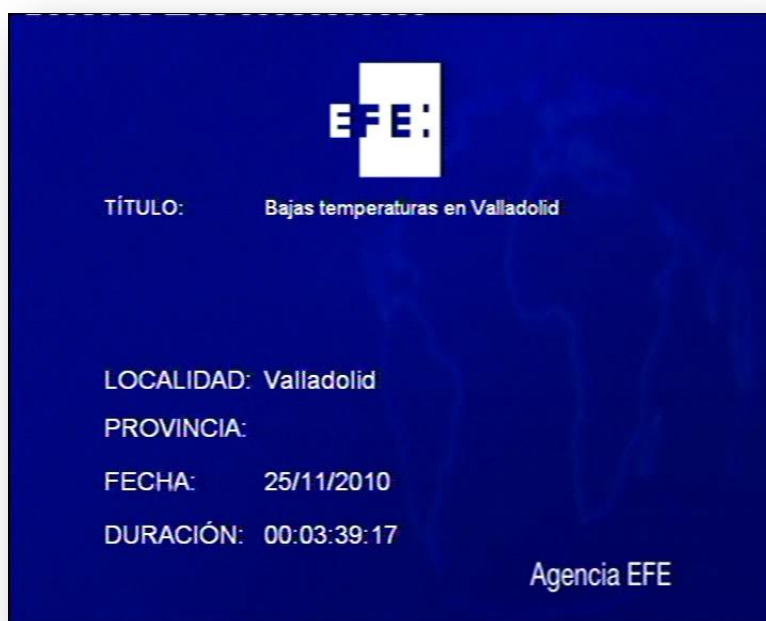 EFE:
TÍTULO: Bajas temperaturas en Valladolid
LOCALIDAD: Valladolid
PROVINCIA:
FECHA: 25/11/2010
DURACIÓN: 00:03:39:17
Agencia EFE